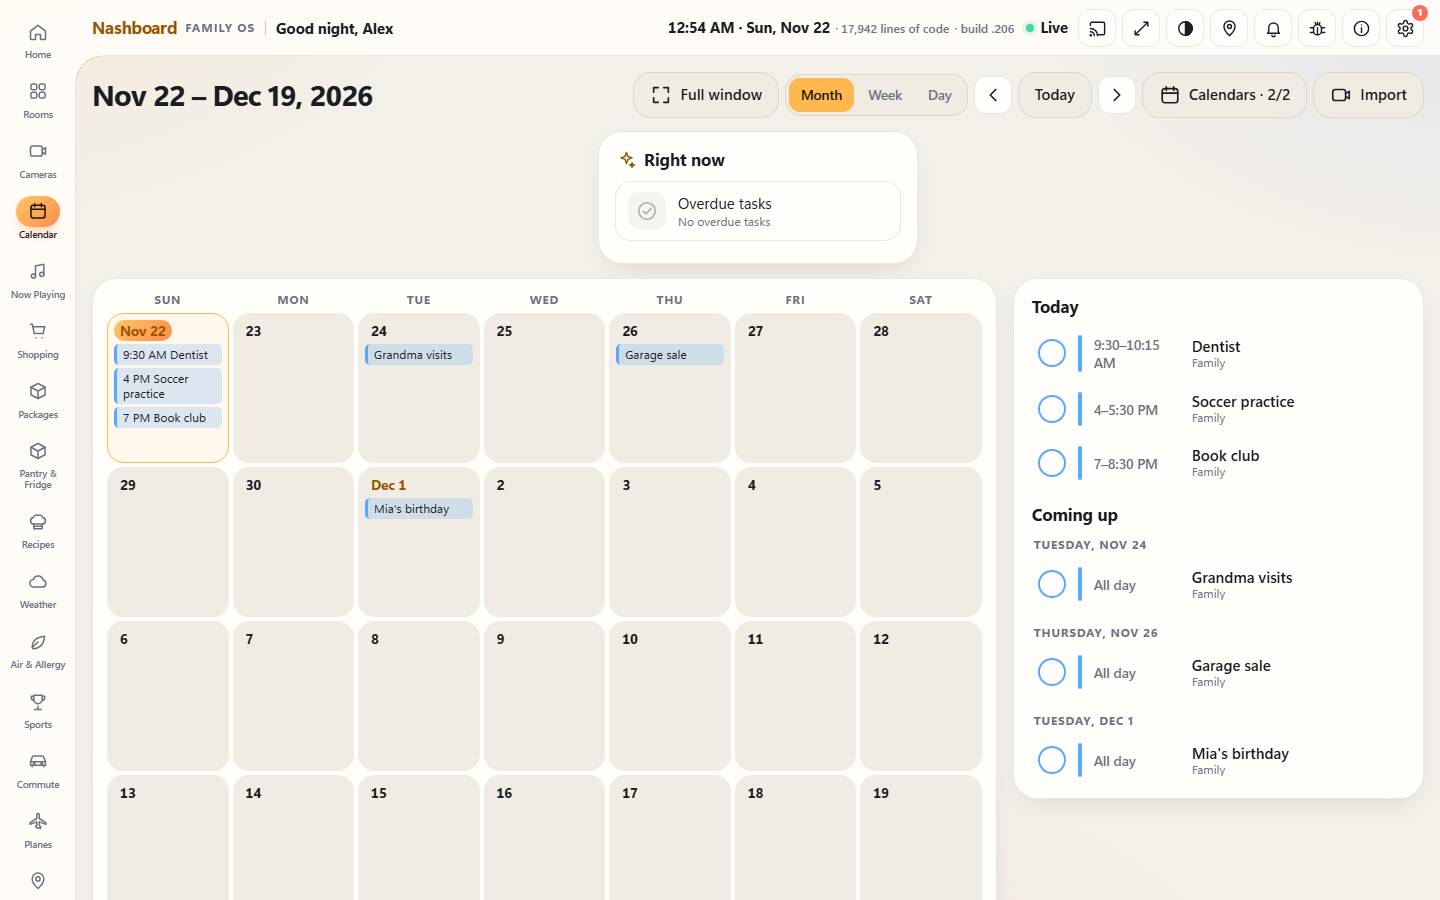 Nashboard FAMILY OS Good night, Alex
12:54 AM · Sun, Nov 22 · 17,942 lines of code · build .206 Live
1
Home
Rooms
Cameras
Calendar
Now Playing
Shopping
Packages
Pantry &
Fridge
Recipes
Weather
Air & Allergy
Sports
Commute
Planes
Nov 22 – Dec 19, 2026
Full window
Month Week Day
Today
Calendars · 2/2
Import
Right now
Overdue tasks
No overdue tasks
SUN MON TUE WED THU FRI SAT
Nov 22 23 24 25 26 27 28
9:30 AM Dentist
4 PM Soccer
practice
7 PM Book club
Grandma visits
Garage sale
29 30 Dec 1 2 3 4 5
Mia's birthday
6 7 8 9 10 11 12
13 14 15 16 17 18 19
Today
9:30–10:15
AM
Dentist
Family
4–5:30 PM
Soccer practice
Family
7–8:30 PM
Book club
Family
Coming up
TUESDAY, NOV 24
All day
Grandma visits
Family
THURSDAY, NOV 26
All day
Garage sale
Family
TUESDAY, DEC 1
All day
Mia's birthday
Family